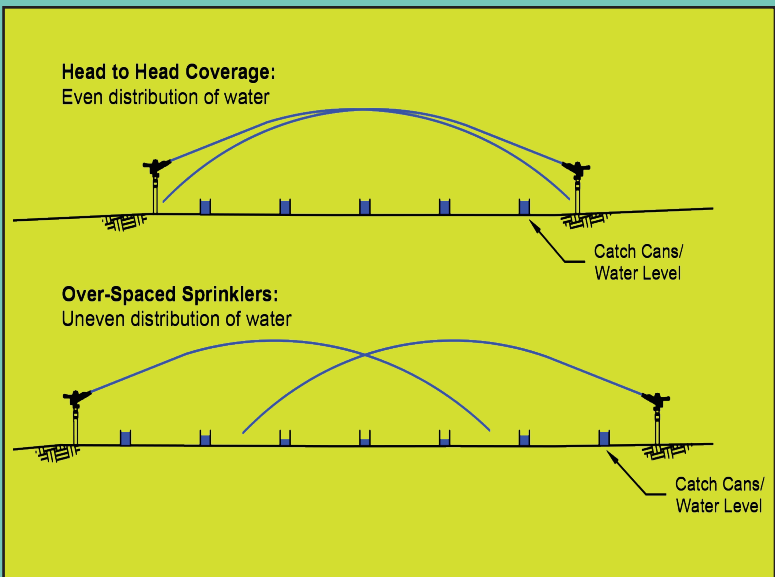 Head to Head Coverage:
Even distribution of water
Catch Cans/
Water Level
Over-Spaced Sprinklers:
Uneven distribution of water
Catch Cans/
Water Level